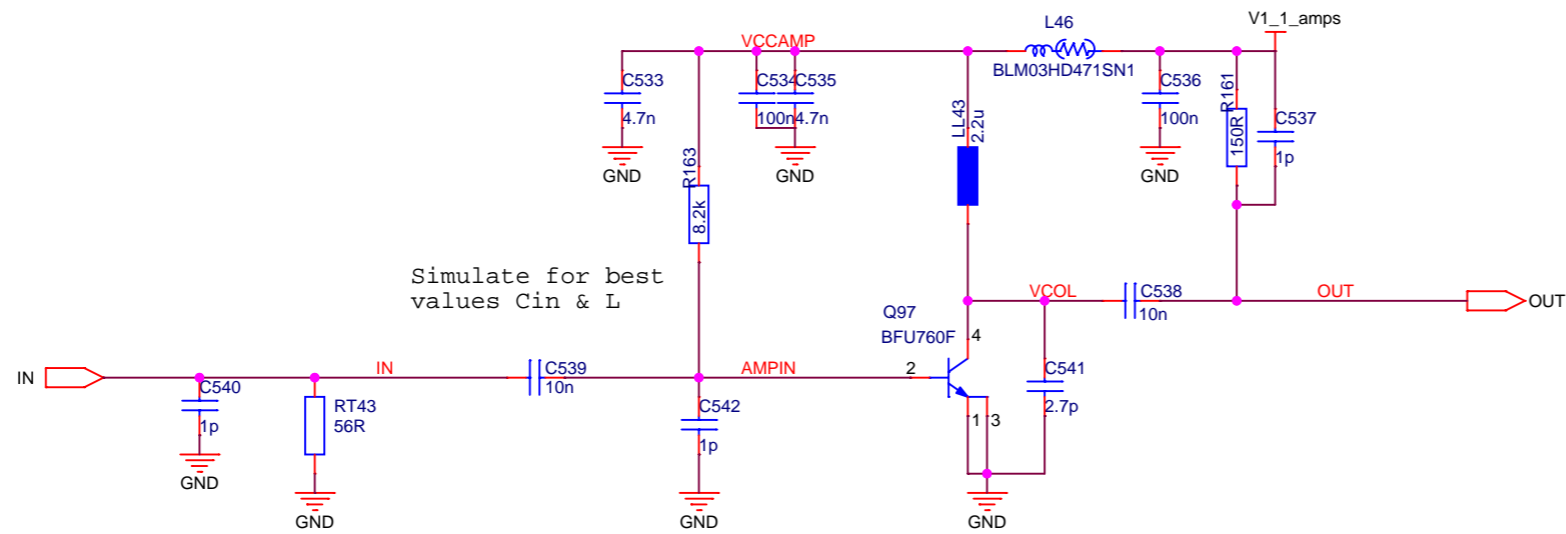 V1_1_amps
L46
VCCAMP
BLM03HD471SN1
C533
4.7n
GND
C534
100n
C535
4.7n
GND
C536
100n
GND
R161
150R
C537
1p
LL43
2.2u
R163
8.2k
Simulate for best
values Cin & L
VCOL
C538
10n
OUT
OUT
Q97
BFU760F
4
2
1
3
C541
2.7p
GND
IN
IN
C539
10n
AMPIN
C540
1p
GND
RT43
56R
GND
C542
1p
GND